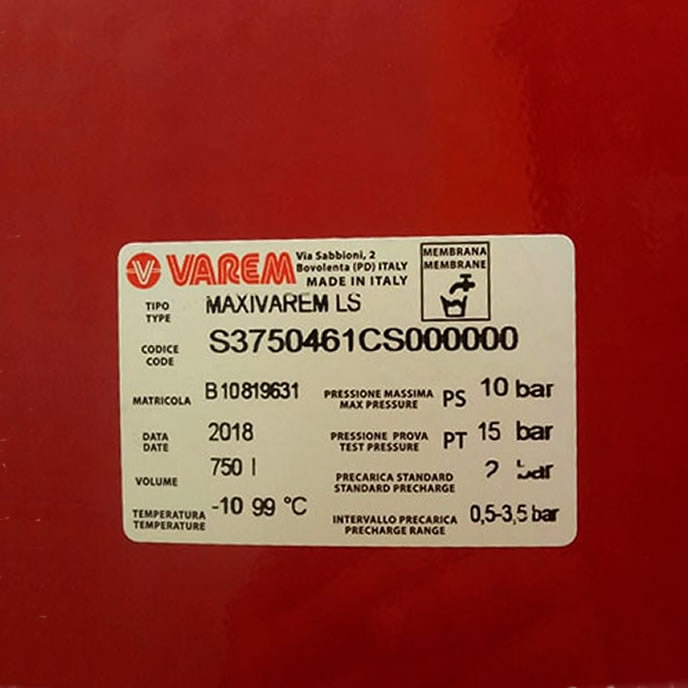 VAREM
Via Sabbioni, 2
Bovolenta (PD) ITALY
MADE IN ITALY
MEMBRANA
MEMBRANE
TIPO
TYPE
MAXIVAREM LS
CODICE
CODE
S3750461CS000000
MATRICOLA
B10819631
PRESSIONE MASSIMA
MAX PRESSURE
PS 10 bar
DATA
DATE
2018
PRESSIONE PROVA
TEST PRESSURE
PT 15 bar
VOLUME
750 l
PRECARICA STANDARD
STANDARD PRECHARGE
2 bar
TEMPERATURA
TEMPERATURE
-10 99 °C
INTERVALLO PRECARICA
PRECHARGE RANGE
0,5-3,5 bar